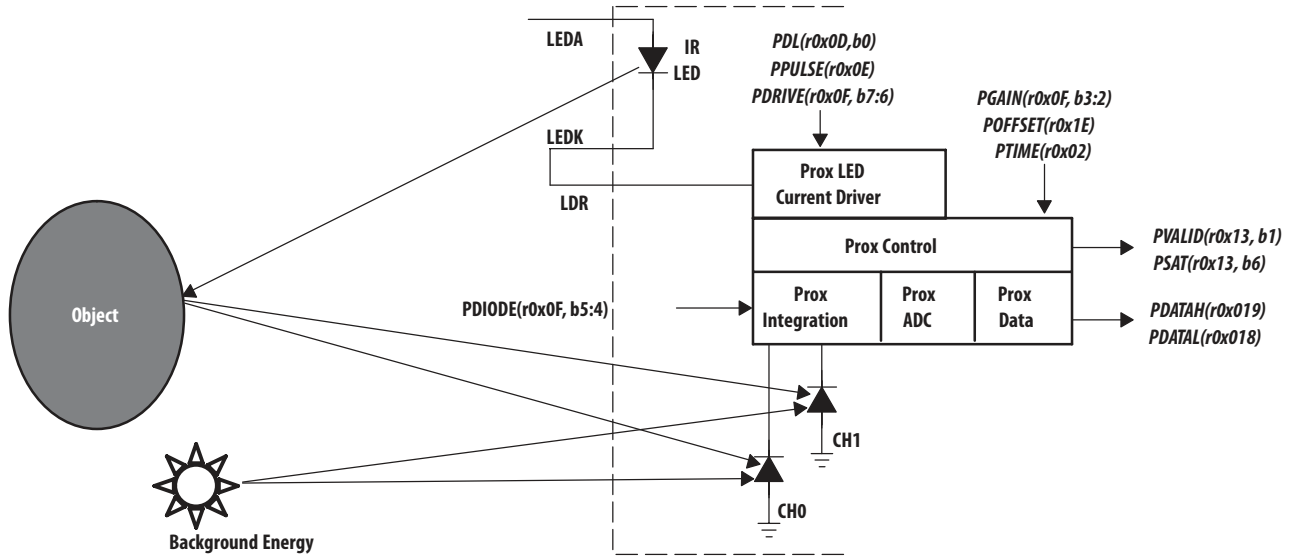 LEDA
IR
LED
LEDK
LDR
PDL(r0x0D,b0)
PPULSE(r0x0E)
PDRIVE(r0x0F, b7:6)
PGAIN(r0x0F, b3:2)
POFFSET(r0x1E)
PTIME(r0x02)
Prox LED
Current Driver
Prox Control
PVALID(r0x13, b1)
PSAT(r0x13, b6)
PDIODE(r0x0F, b5:4)
Prox
Integration
Prox
ADC
Prox
Data
PDATAH(r0x019)
PDATAL(r0x018)
Object
CH1
CH0
Background Energy